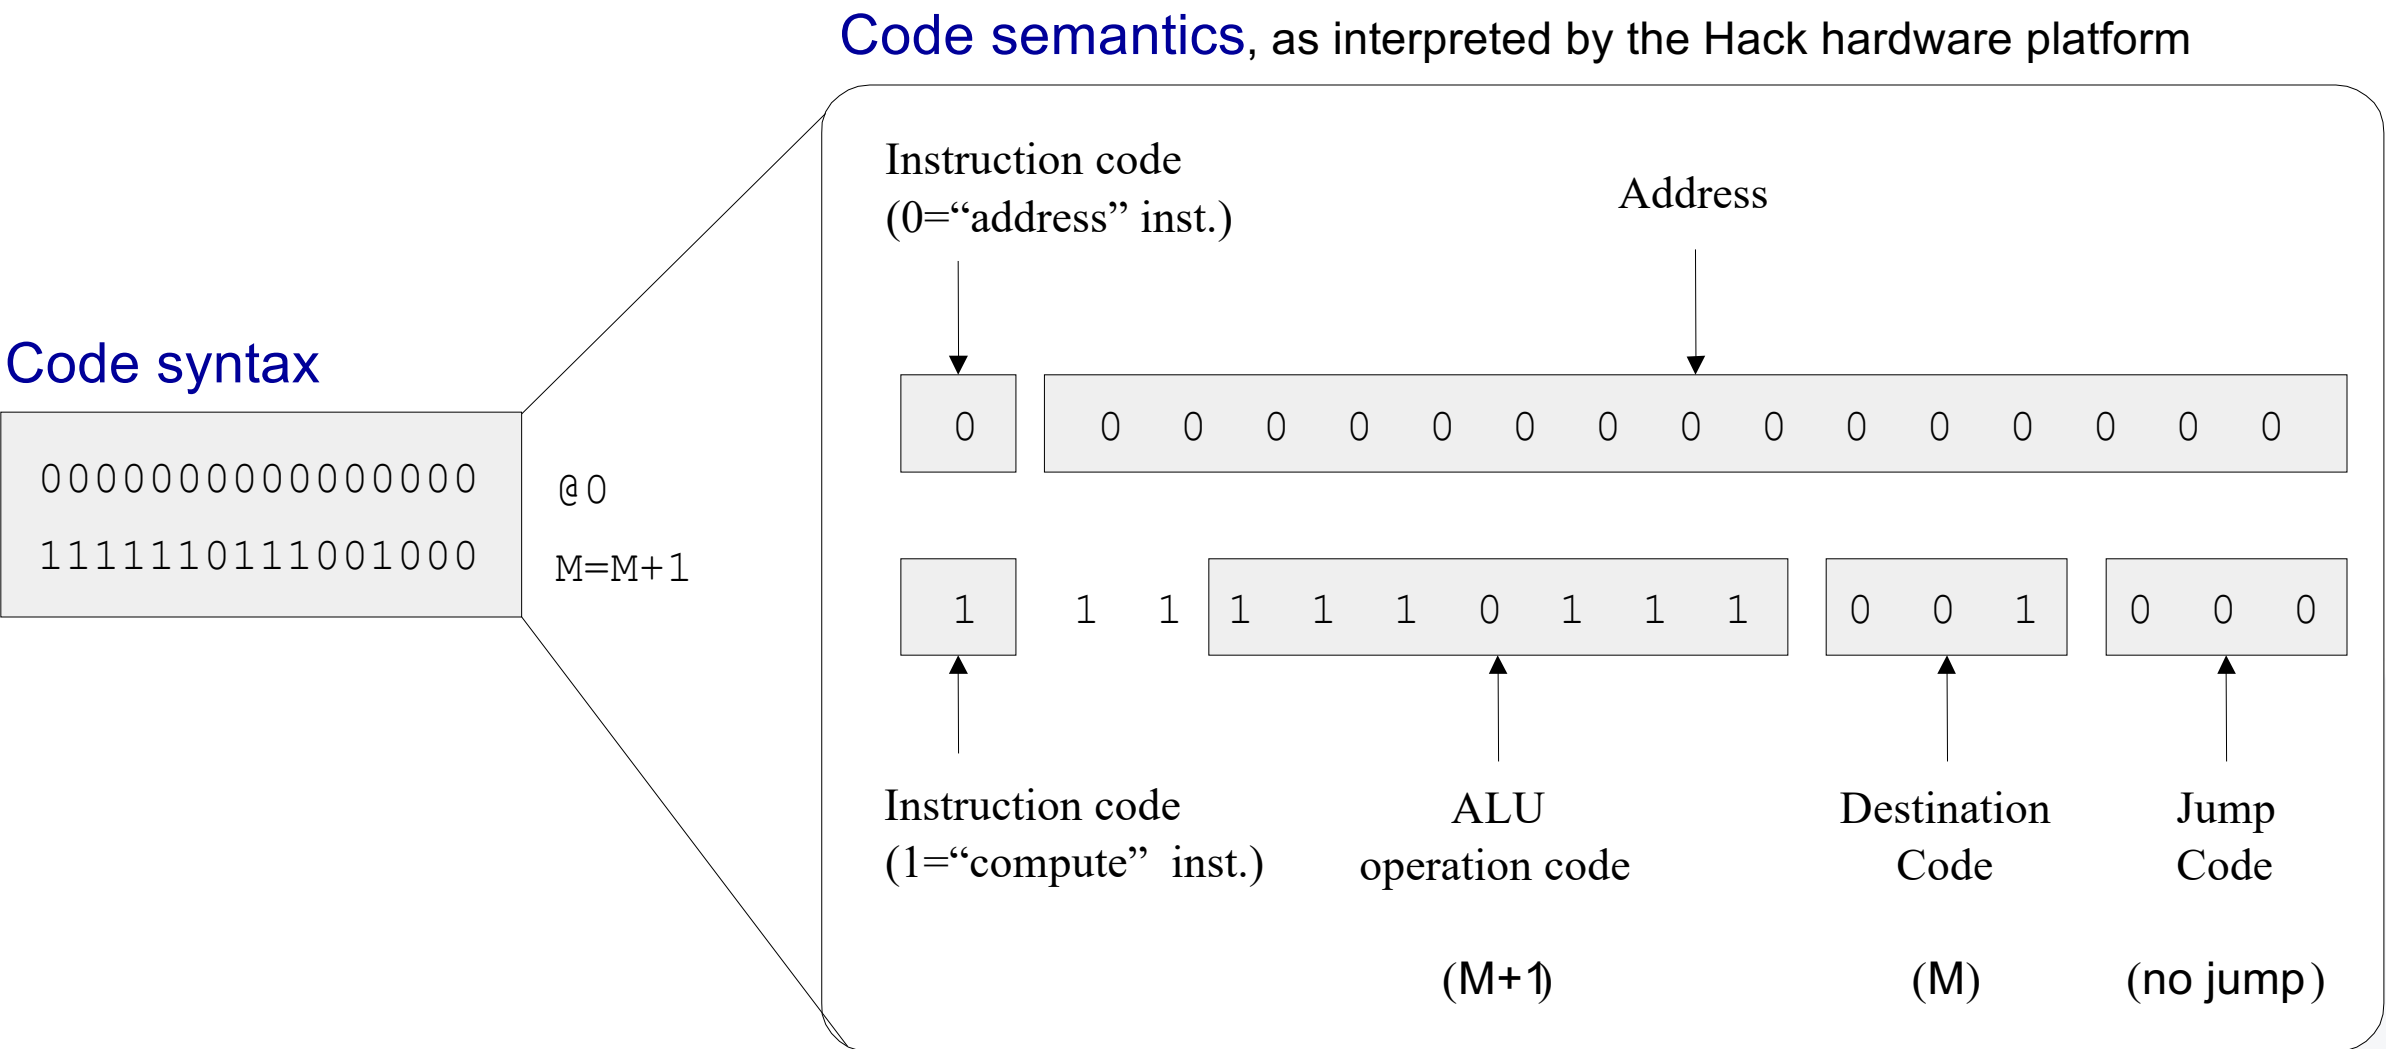 Code semantics, as interpreted by the Hack hardware platform
Instruction code
(0=“address” inst.)
Address
Code syntax
0 0 0 0 0 0 0 0 0 0 0 0 0 0 0 0
0000000000000000
@0
1111110111001000
M=M+1
1 1 1 1 1 1 0 1 1 1 0 0 1 0 0 0
Instruction code
(1=“compute” inst.)
ALU
operation code
Destination
Code
Jump
Code
(M+1)
(M)
(no jump)